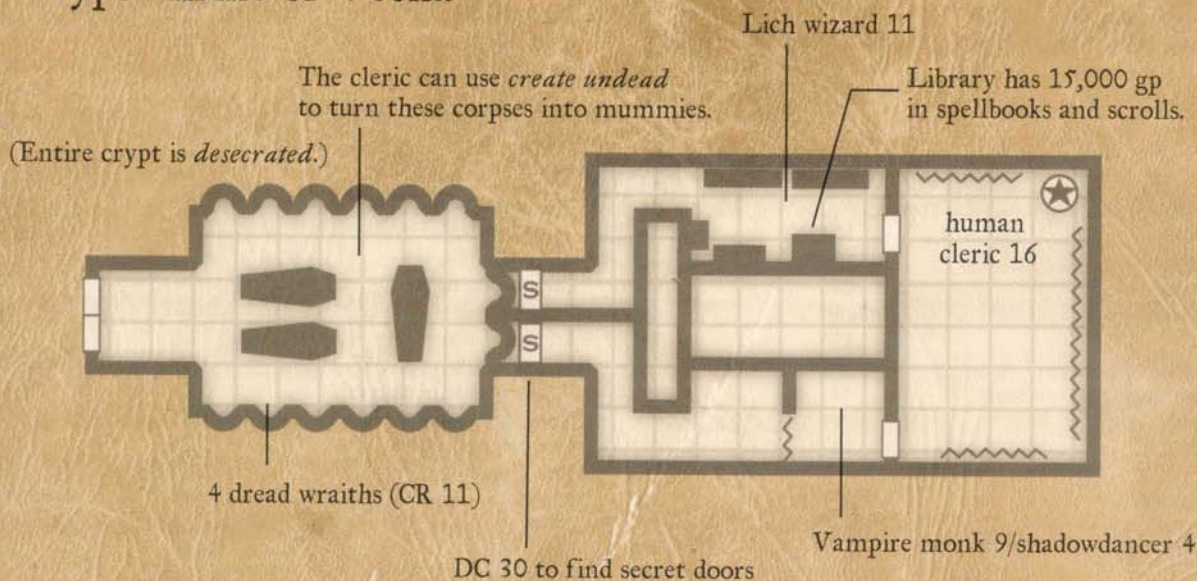 Lich wizard 11
The cleric can use create undead
to turn these corpses into mummies.
Library has 15,000 gp
in spellbooks and scrolls.
(Entire crypt is desecrated.)
human
cleric 16
S
S
4 dread wraiths (CR 11)
Vampire monk 9/shadowdancer 4
DC 30 to find secret doors